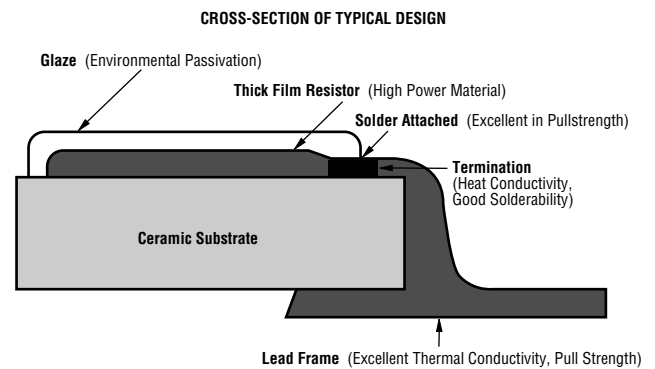 CROSS-SECTION OF TYPICAL DESIGN
Glaze (Environmental Passivation)
Thick Film Resistor (High Power Material)
Solder Attached (Excellent in Pullstrength)
Termination
(Heat Conductivity,
Good Solderability)
Ceramic Substrate
Lead Frame (Excellent Thermal Conductivity, Pull Strength)